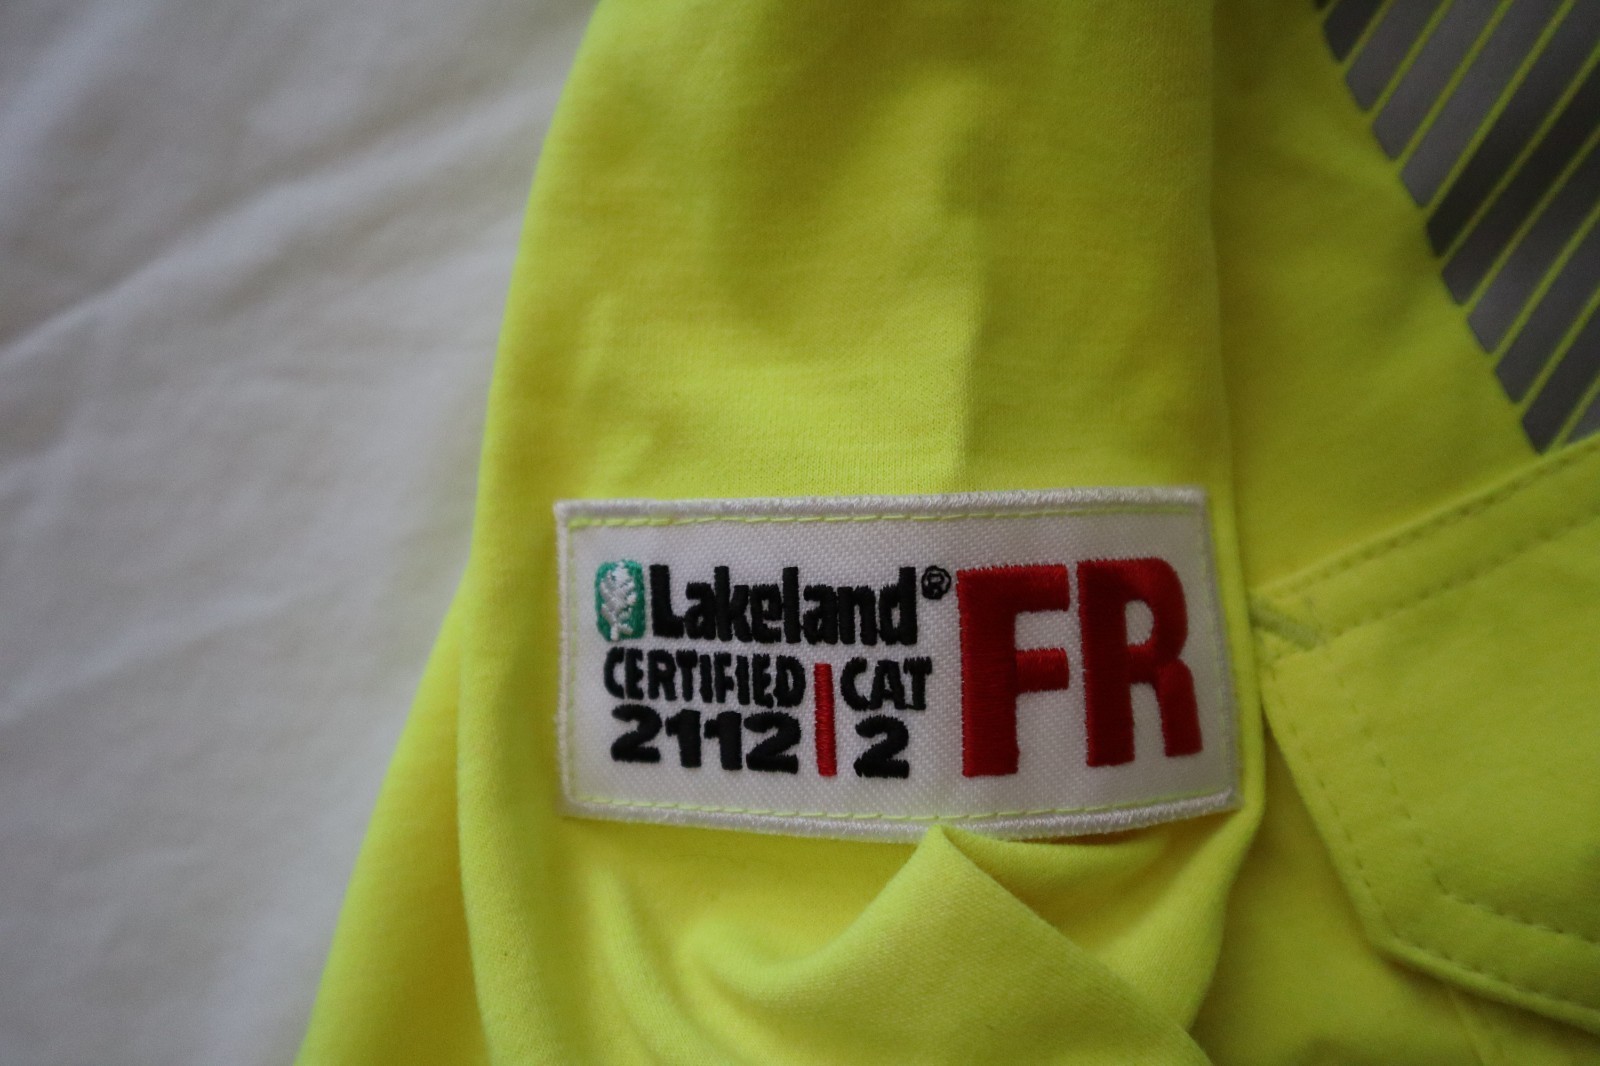 Lakeland® FR
CERTIFIED | CAT
2112 | 2